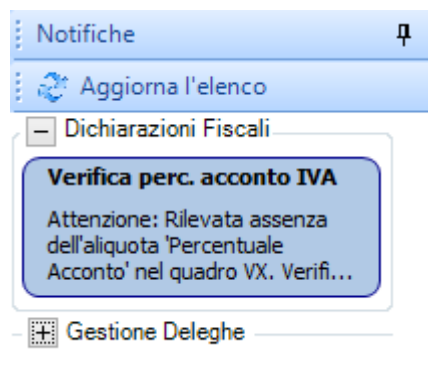 Notifiche
Aggiorna l'elenco
Dichiarazioni Fiscali
Verifica perc. acconto IVA
Attenzione: Rilevata assenza
dell'aliquota 'Percentuale
Acconto' nel quadro VX. Verifi...
Gestione Deleghe